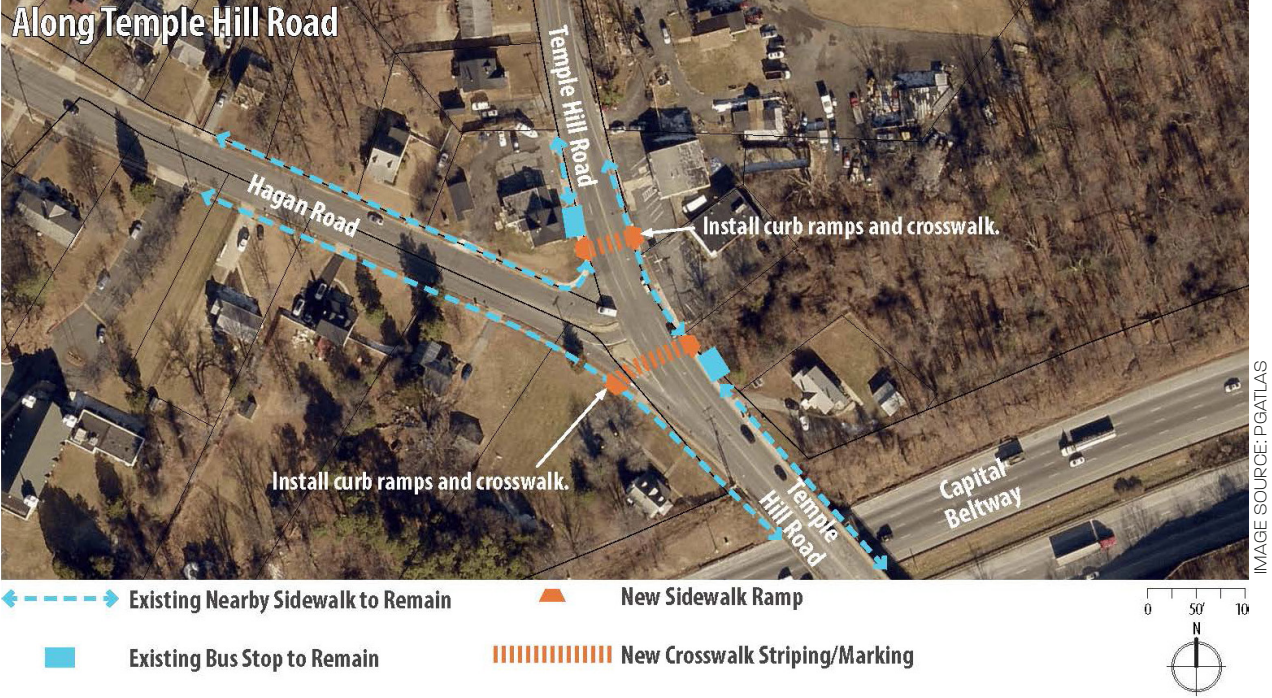 Along Temple Hill Road
Temple Hill Road
Hagan Road
Install curb ramps and crosswalk.
Install curb ramps and crosswalk.
Capital
Beltway
Temple
Hill Road
IMAGE SOURCE: PGATLAS
Existing Nearby Sidewalk to Remain
New Sidewalk Ramp
0 50' 10
Existing Bus Stop to Remain
New Crosswalk Striping/Marking
N